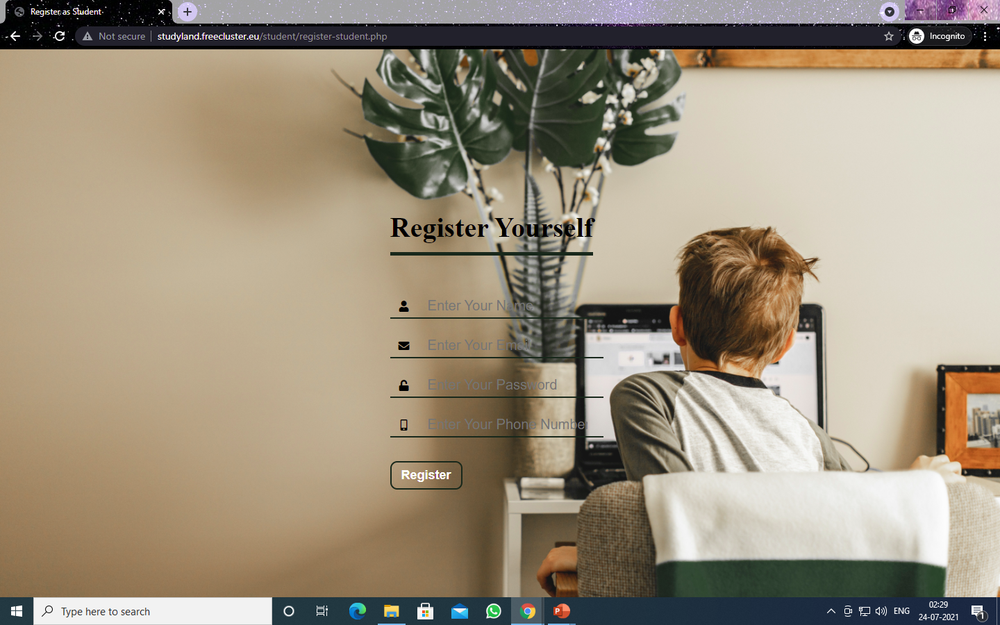 Register as Student
Not secure
studyland.freecluster.eu/student/register-student.php
Incognito
Register Yourself
Enter Your Name
Enter Your Email
Enter Your Password
Enter Your Phone Number
Register
Type here to search
P
ENG
02:29
24-07-2021
1